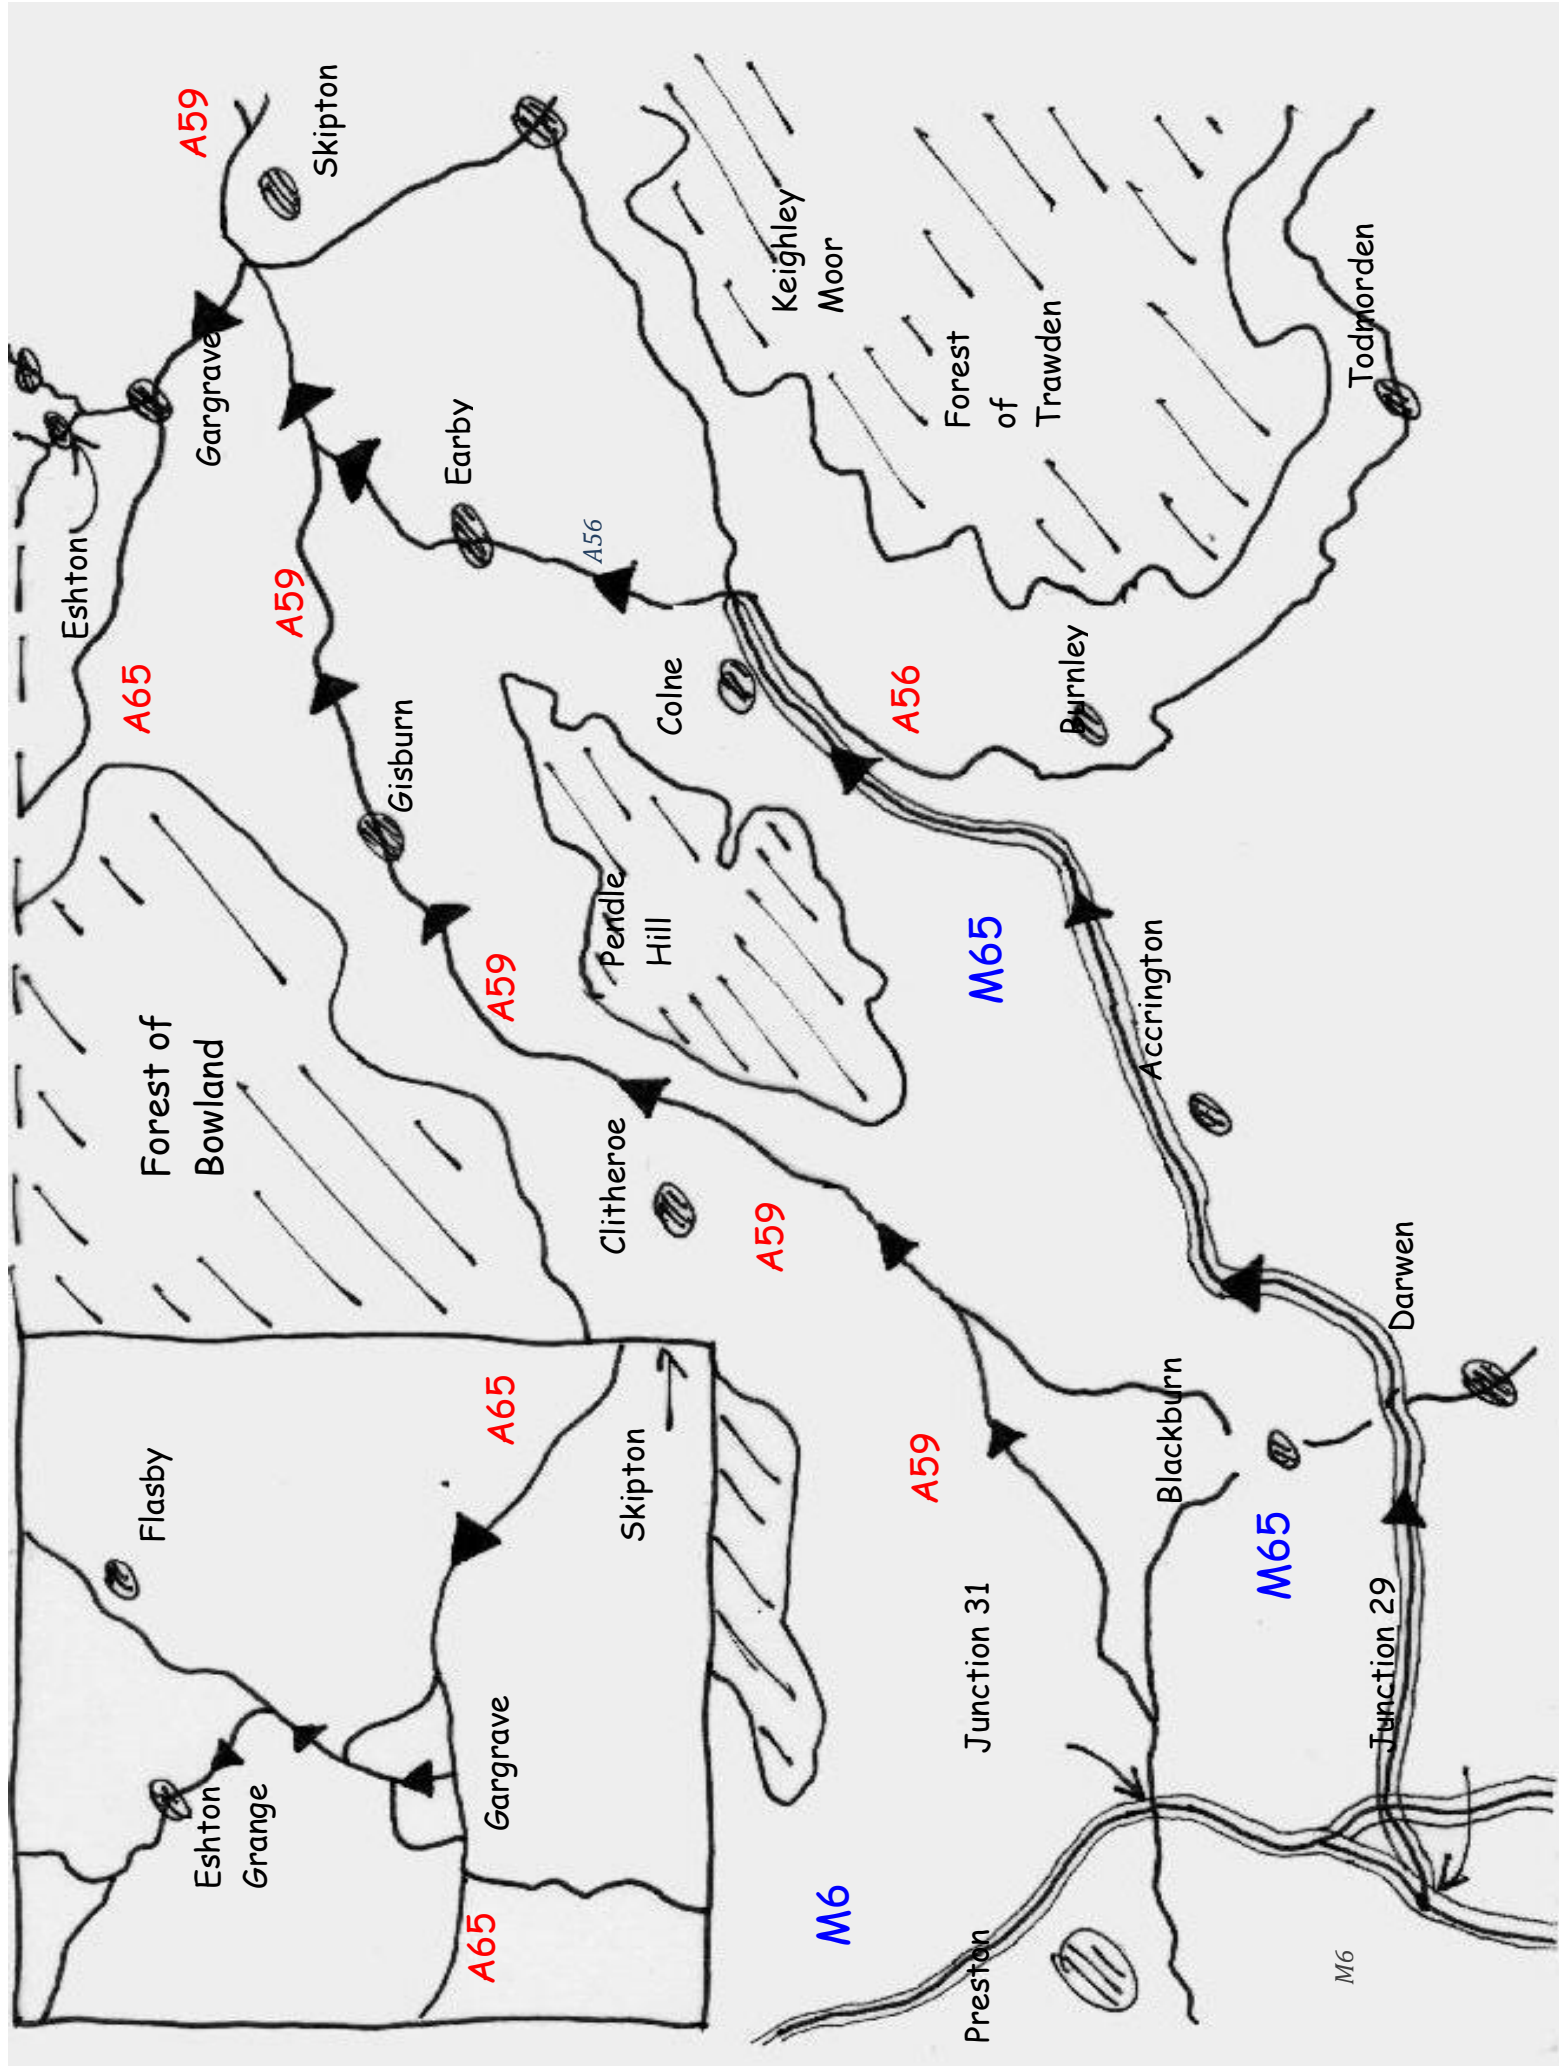 Eshton
A65
Flasby
Forest of
Bowland
A59
Gargrave
Eshton
Grange
A59
Skipton
Gisburn
Earby
A65
Gargrave
A65
A59
A56
Clitheroe
Pendle
Hill
Skipton
Colne
A59
Keighley
Moor
M6
A56
A59
Forest
of
Trawden
Preston
Junction 31
M65
Burnley
Accrington
Blackburn
M65
M6
Todmorden
Junction 29
Darwen